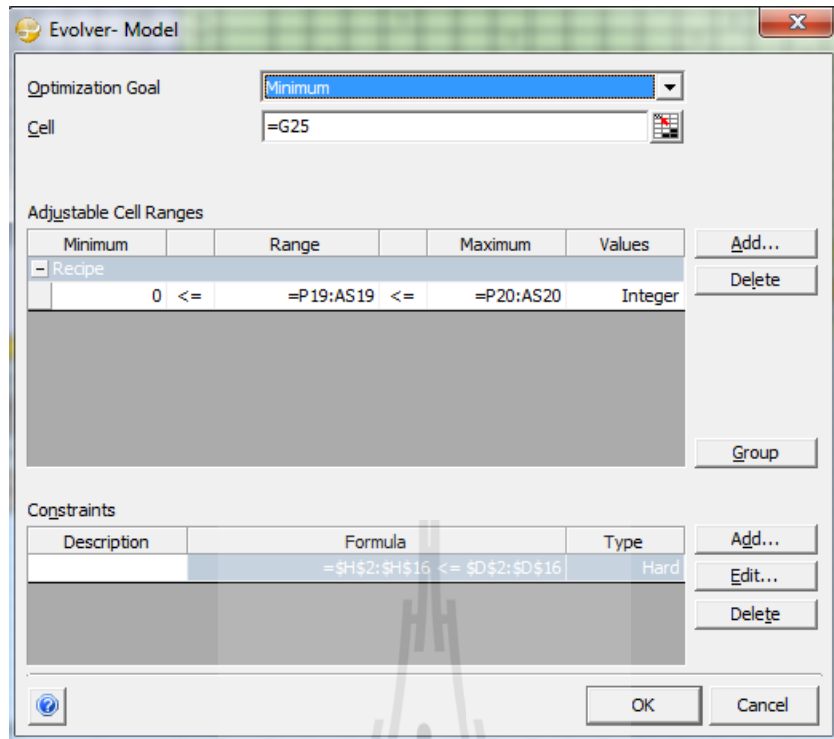 Evolver- Model
Optimization Goal Minimum
Cell =G25
Adjustable Cell Ranges
Minimum Range Maximum Values Add...
Recipe
Delete
0 <= =P19:AS19 <= =P20:AS20 Integer
Group
Constraints
Description Formula Type Add...
=$H$2:$H$16 <= $D$2:$D$16 Hard
Edit...
Delete
OK Cancel